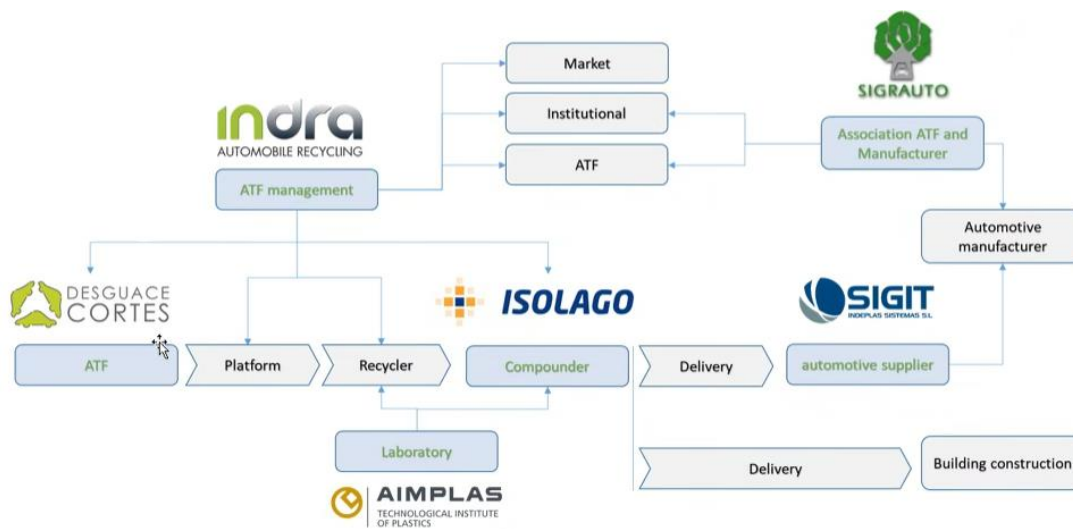 Market
Institutional
ATF
SIGRAUTO
Association ATF and
Manufacturer
indra
AUTOMOBILE RECYCLING
ATF management
Automotive
manufacturer
DESGUACE
CORTES
ISOLAGO
SIGIT
INDEPLAS SISTEMAS S.L.
ATF
Platform
Recycler
Compounder
Delivery
automotive supplier
Laboratory
Delivery
Building construction
AIMPLAS
TECHNOLOGICAL INSTITUTE
OF PLASTICS